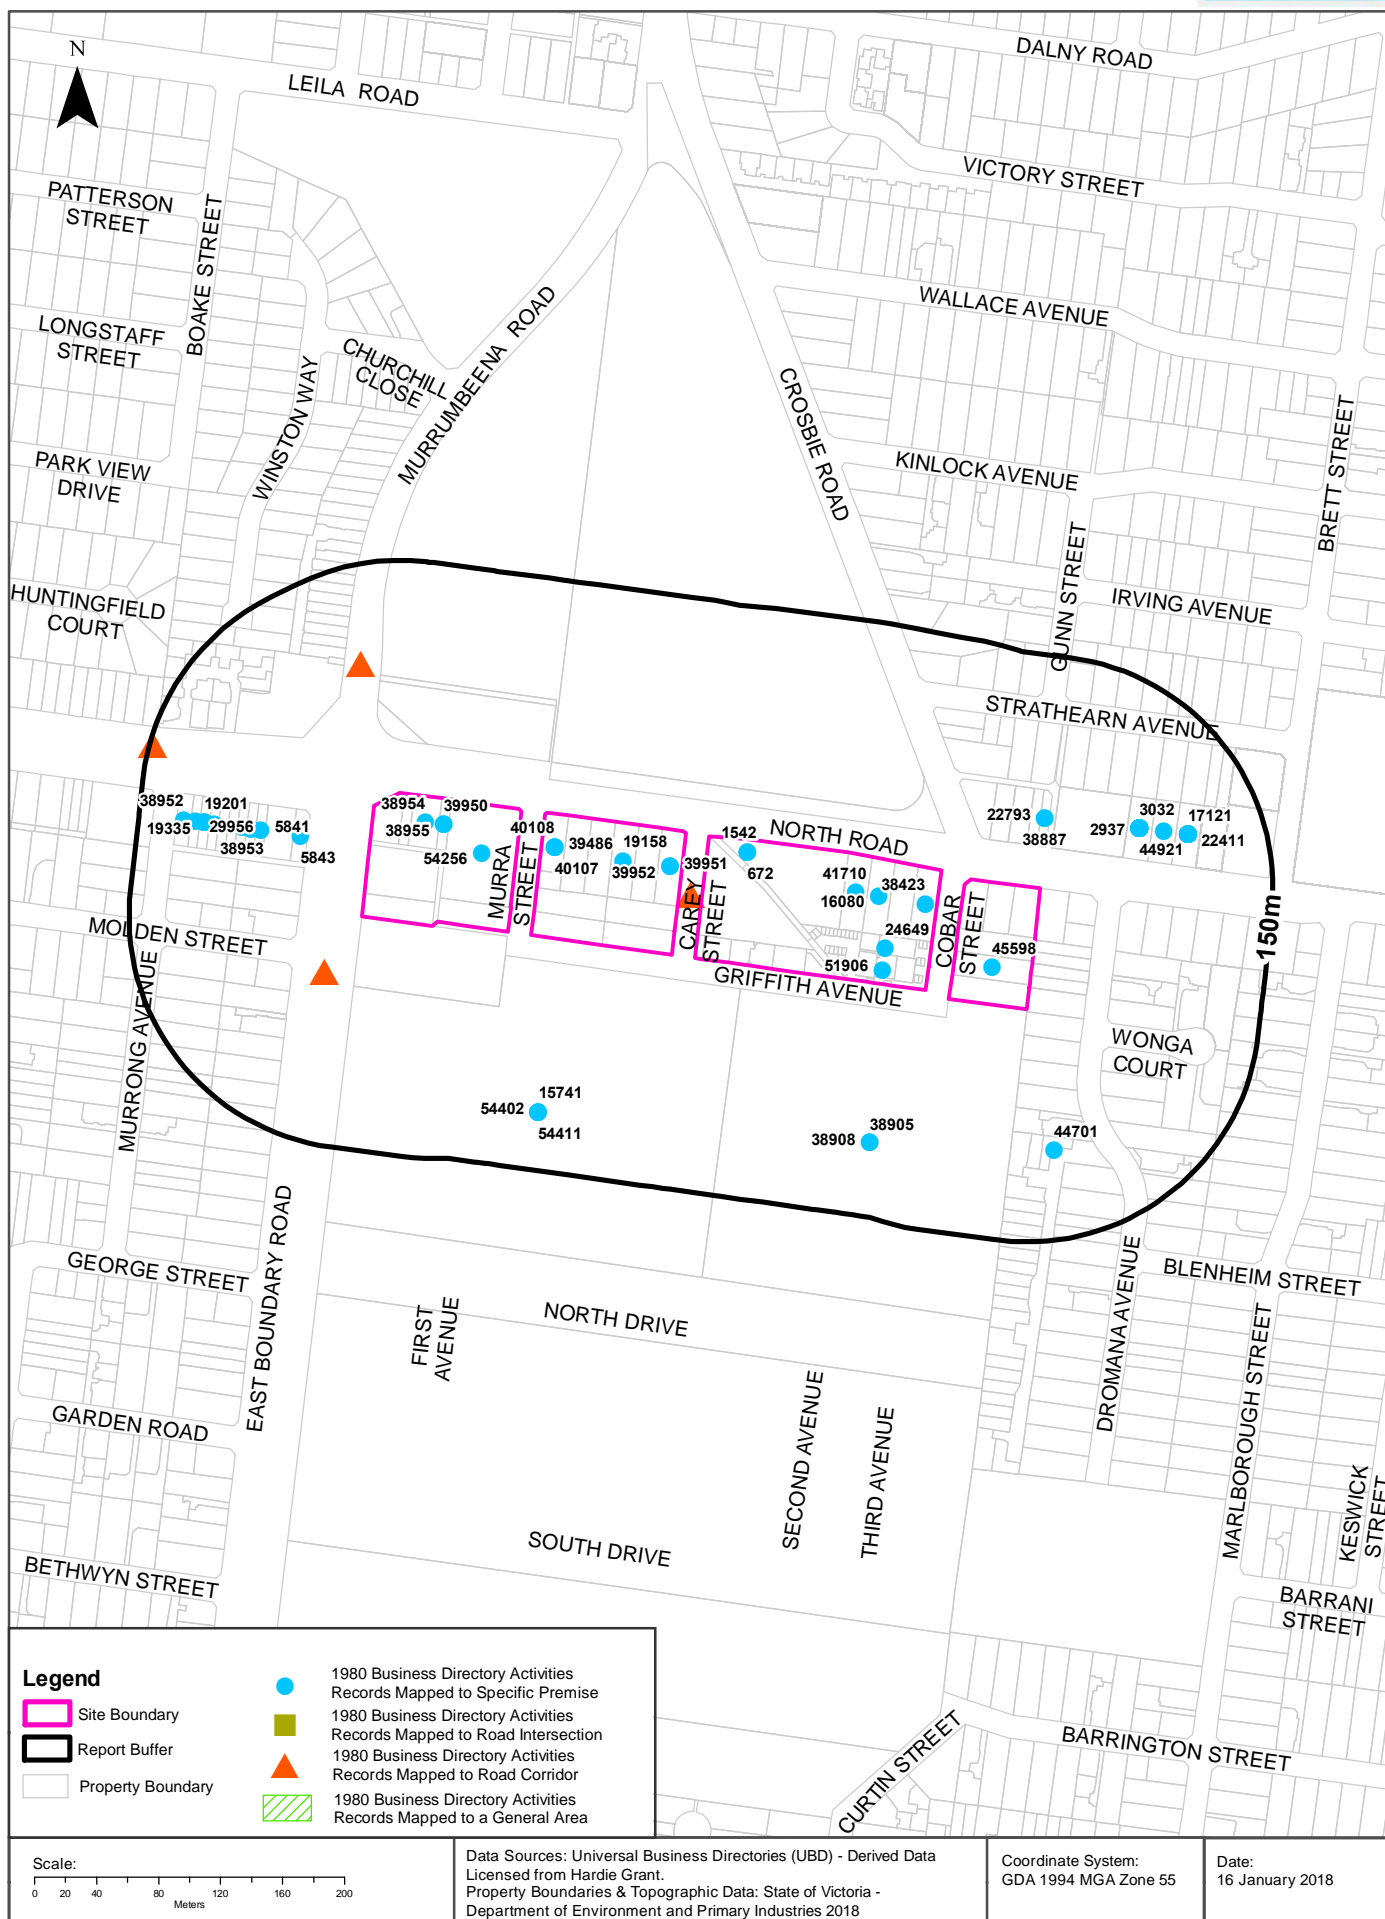 N
DALNY ROAD
LEILA ROAD
VICTORY STREET
PATTERSON
STREET
BOAKE STREET
WALLACE AVENUE
LONGSTAFF
STREET
CHURCHILL
CLOSE
MURRUMBEENA ROAD
WINSTON WAY
CROSBIE ROAD
BRETT STREET
KINLOCK AVENUE
PARK VIEW
DRIVE
GUNN STREET
IRVING AVENUE
HUNTINGFIELD
COURT
STRATHEARN AVENUE
38952
19201
19335
29956
5841
38953
5843
38954
39950
38955
54256
MURRA
STREET
40108
39486
19158
40107
39952
39951
CAREY
STREET
1542
672
NORTH ROAD
41710
38423
16080
24649
51906
COBAR
STREET
45598
22793
38887
3032
17121
2937
44921
22411
150m
MOLDEN STREET
GRIFFITH AVENUE
MURRONG AVENUE
WONGA
COURT
15741
54402
54411
38905
38908
44701
EAST BOUNDARY ROAD
GEORGE STREET
BLENHEIM STREET
DROMANA AVENUE
FIRST
AVENUE
NORTH DRIVE
MARLBOROUGH STREET
SECOND AVENUE
THIRD AVENUE
GARDEN ROAD
KESWICK
STREET
SOUTH DRIVE
BETHWYN STREET
BARRANI
STREET
CURTIN STREET
BARRINGTON STREET
Legend
Site Boundary
Report Buffer
Property Boundary
1980 Business Directory Activities
Records Mapped to Specific Premise
1980 Business Directory Activities
Records Mapped to Road Intersection
1980 Business Directory Activities
Records Mapped to Road Corridor
1980 Business Directory Activities
Records Mapped to a General Area
Scale:
0 20 40 80 120 160 200
Meters
Data Sources: Universal Business Directories (UBD) - Derived Data
Licensed from Hardie Grant.
Property Boundaries & Topographic Data: State of Victoria -
Department of Environment and Primary Industries 2018
Coordinate System:
GDA 1994 MGA Zone 55
Date:
16 January 2018